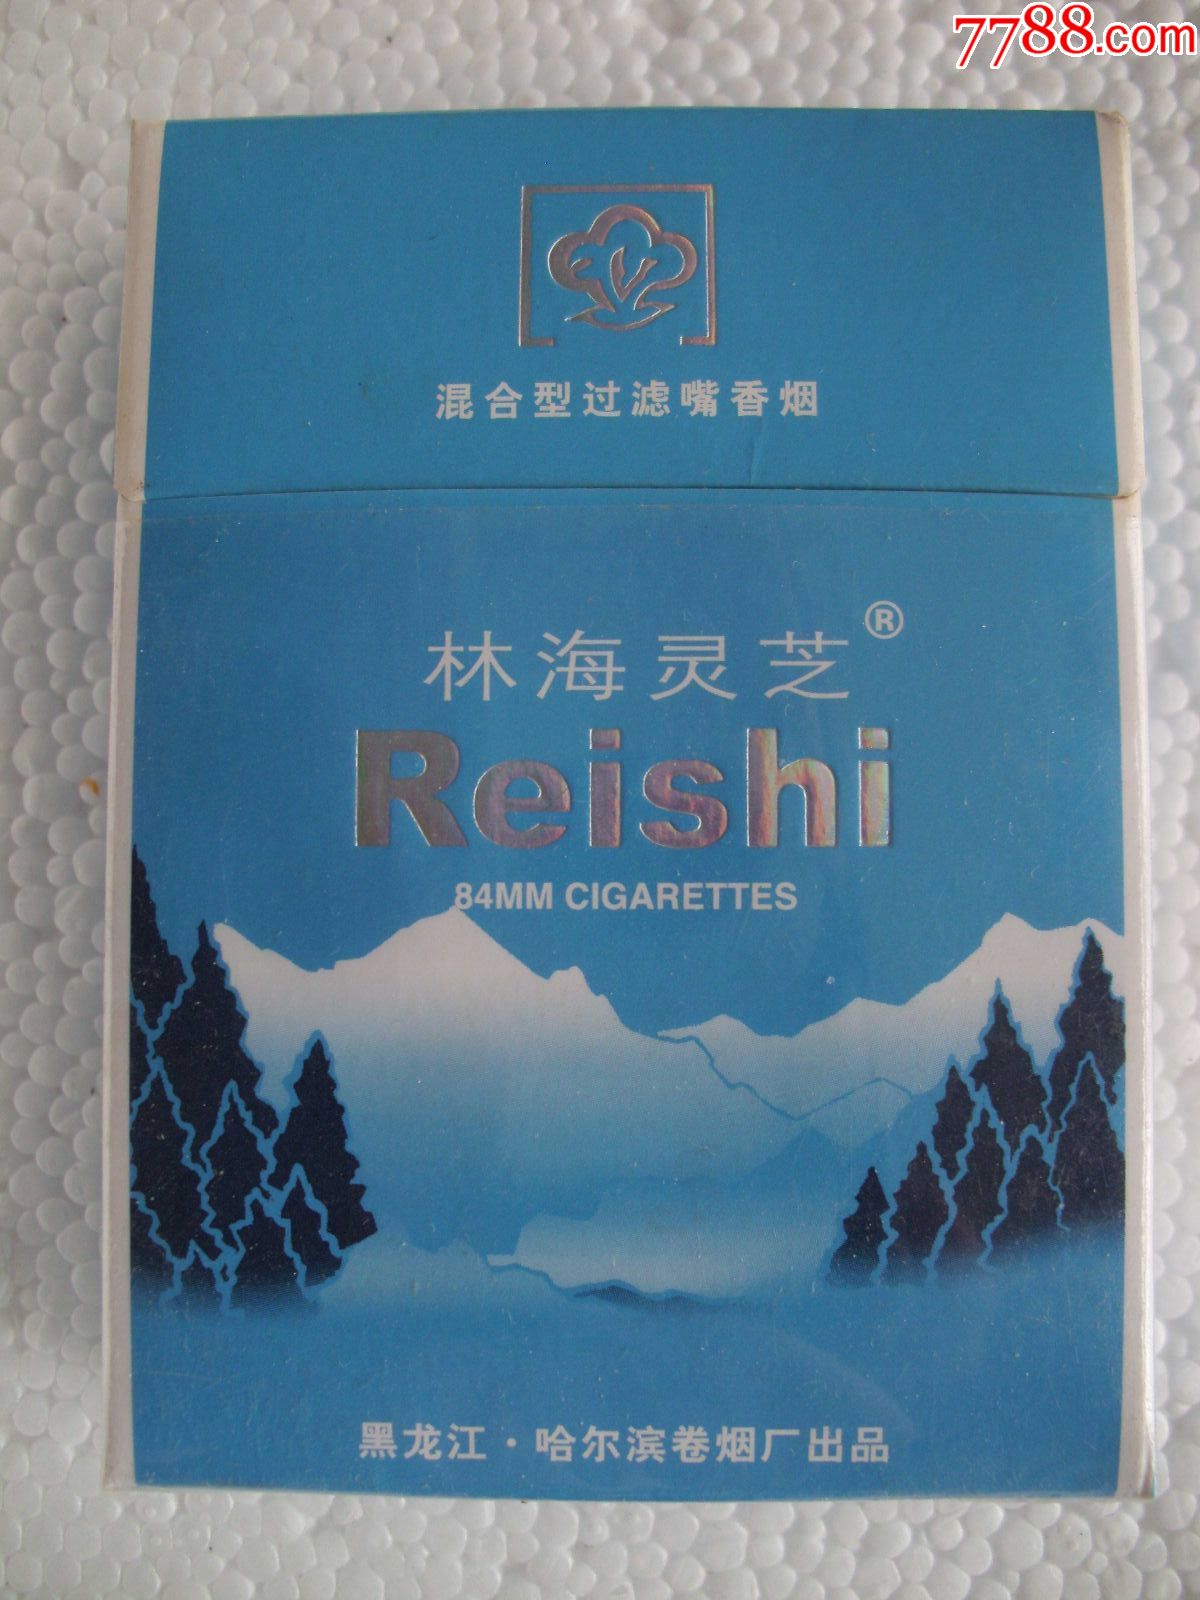 7788.com
混合型过滤嘴香烟
林海灵芝®
Reishi
84MM CIGARETTES
黑龙江·哈尔滨卷烟厂出品